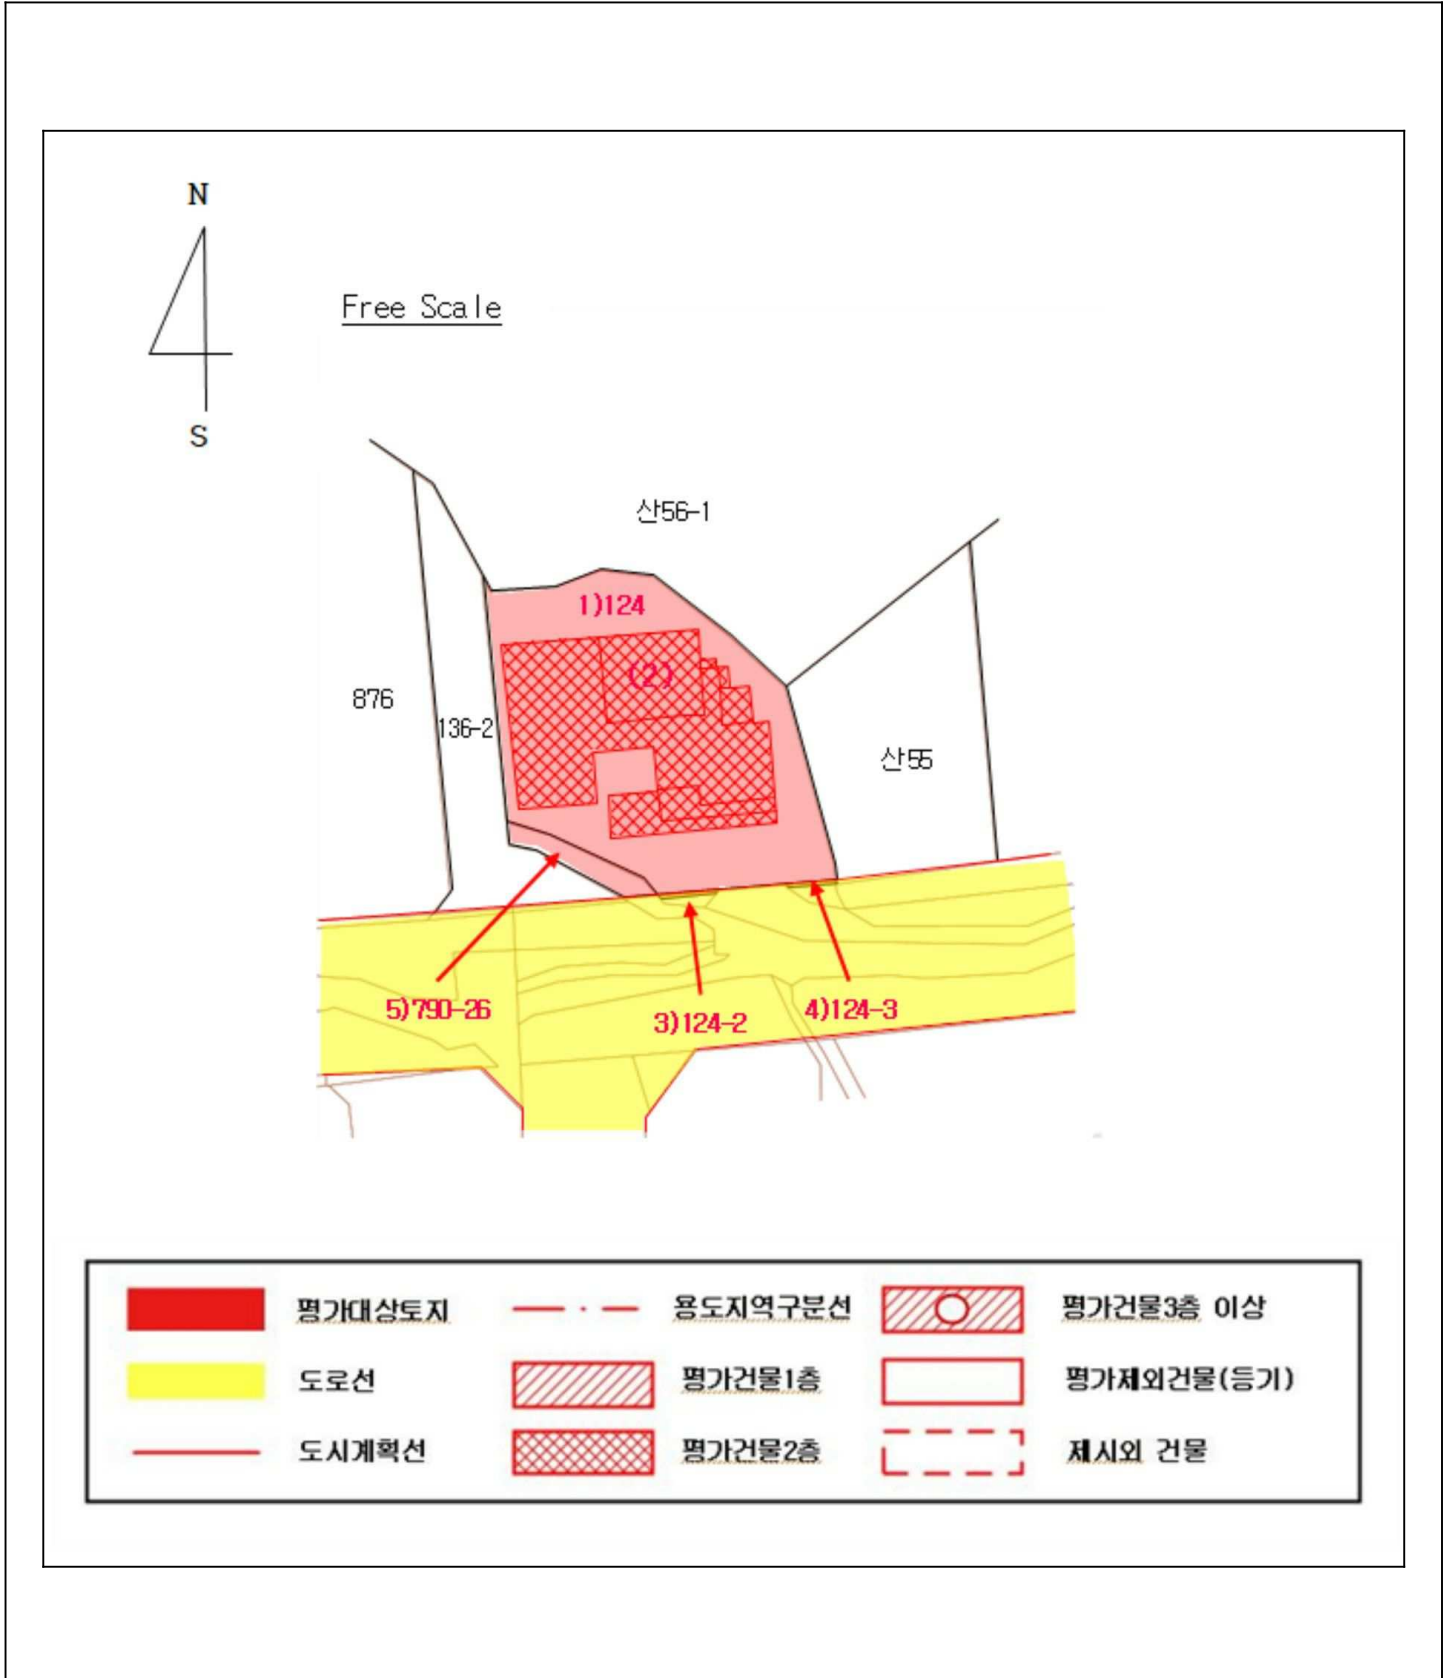 N
Free Scale
S
산56-1
1)124
(2)
876
136-2
산55
5)790-26
3)124-2
4)124-3
평가대상토지
용도지역구분선
평가건물3층 이상
도로선
평가건물1층
평가제외건물(등기)
도시계획선
평가건물2층
제시외 건물